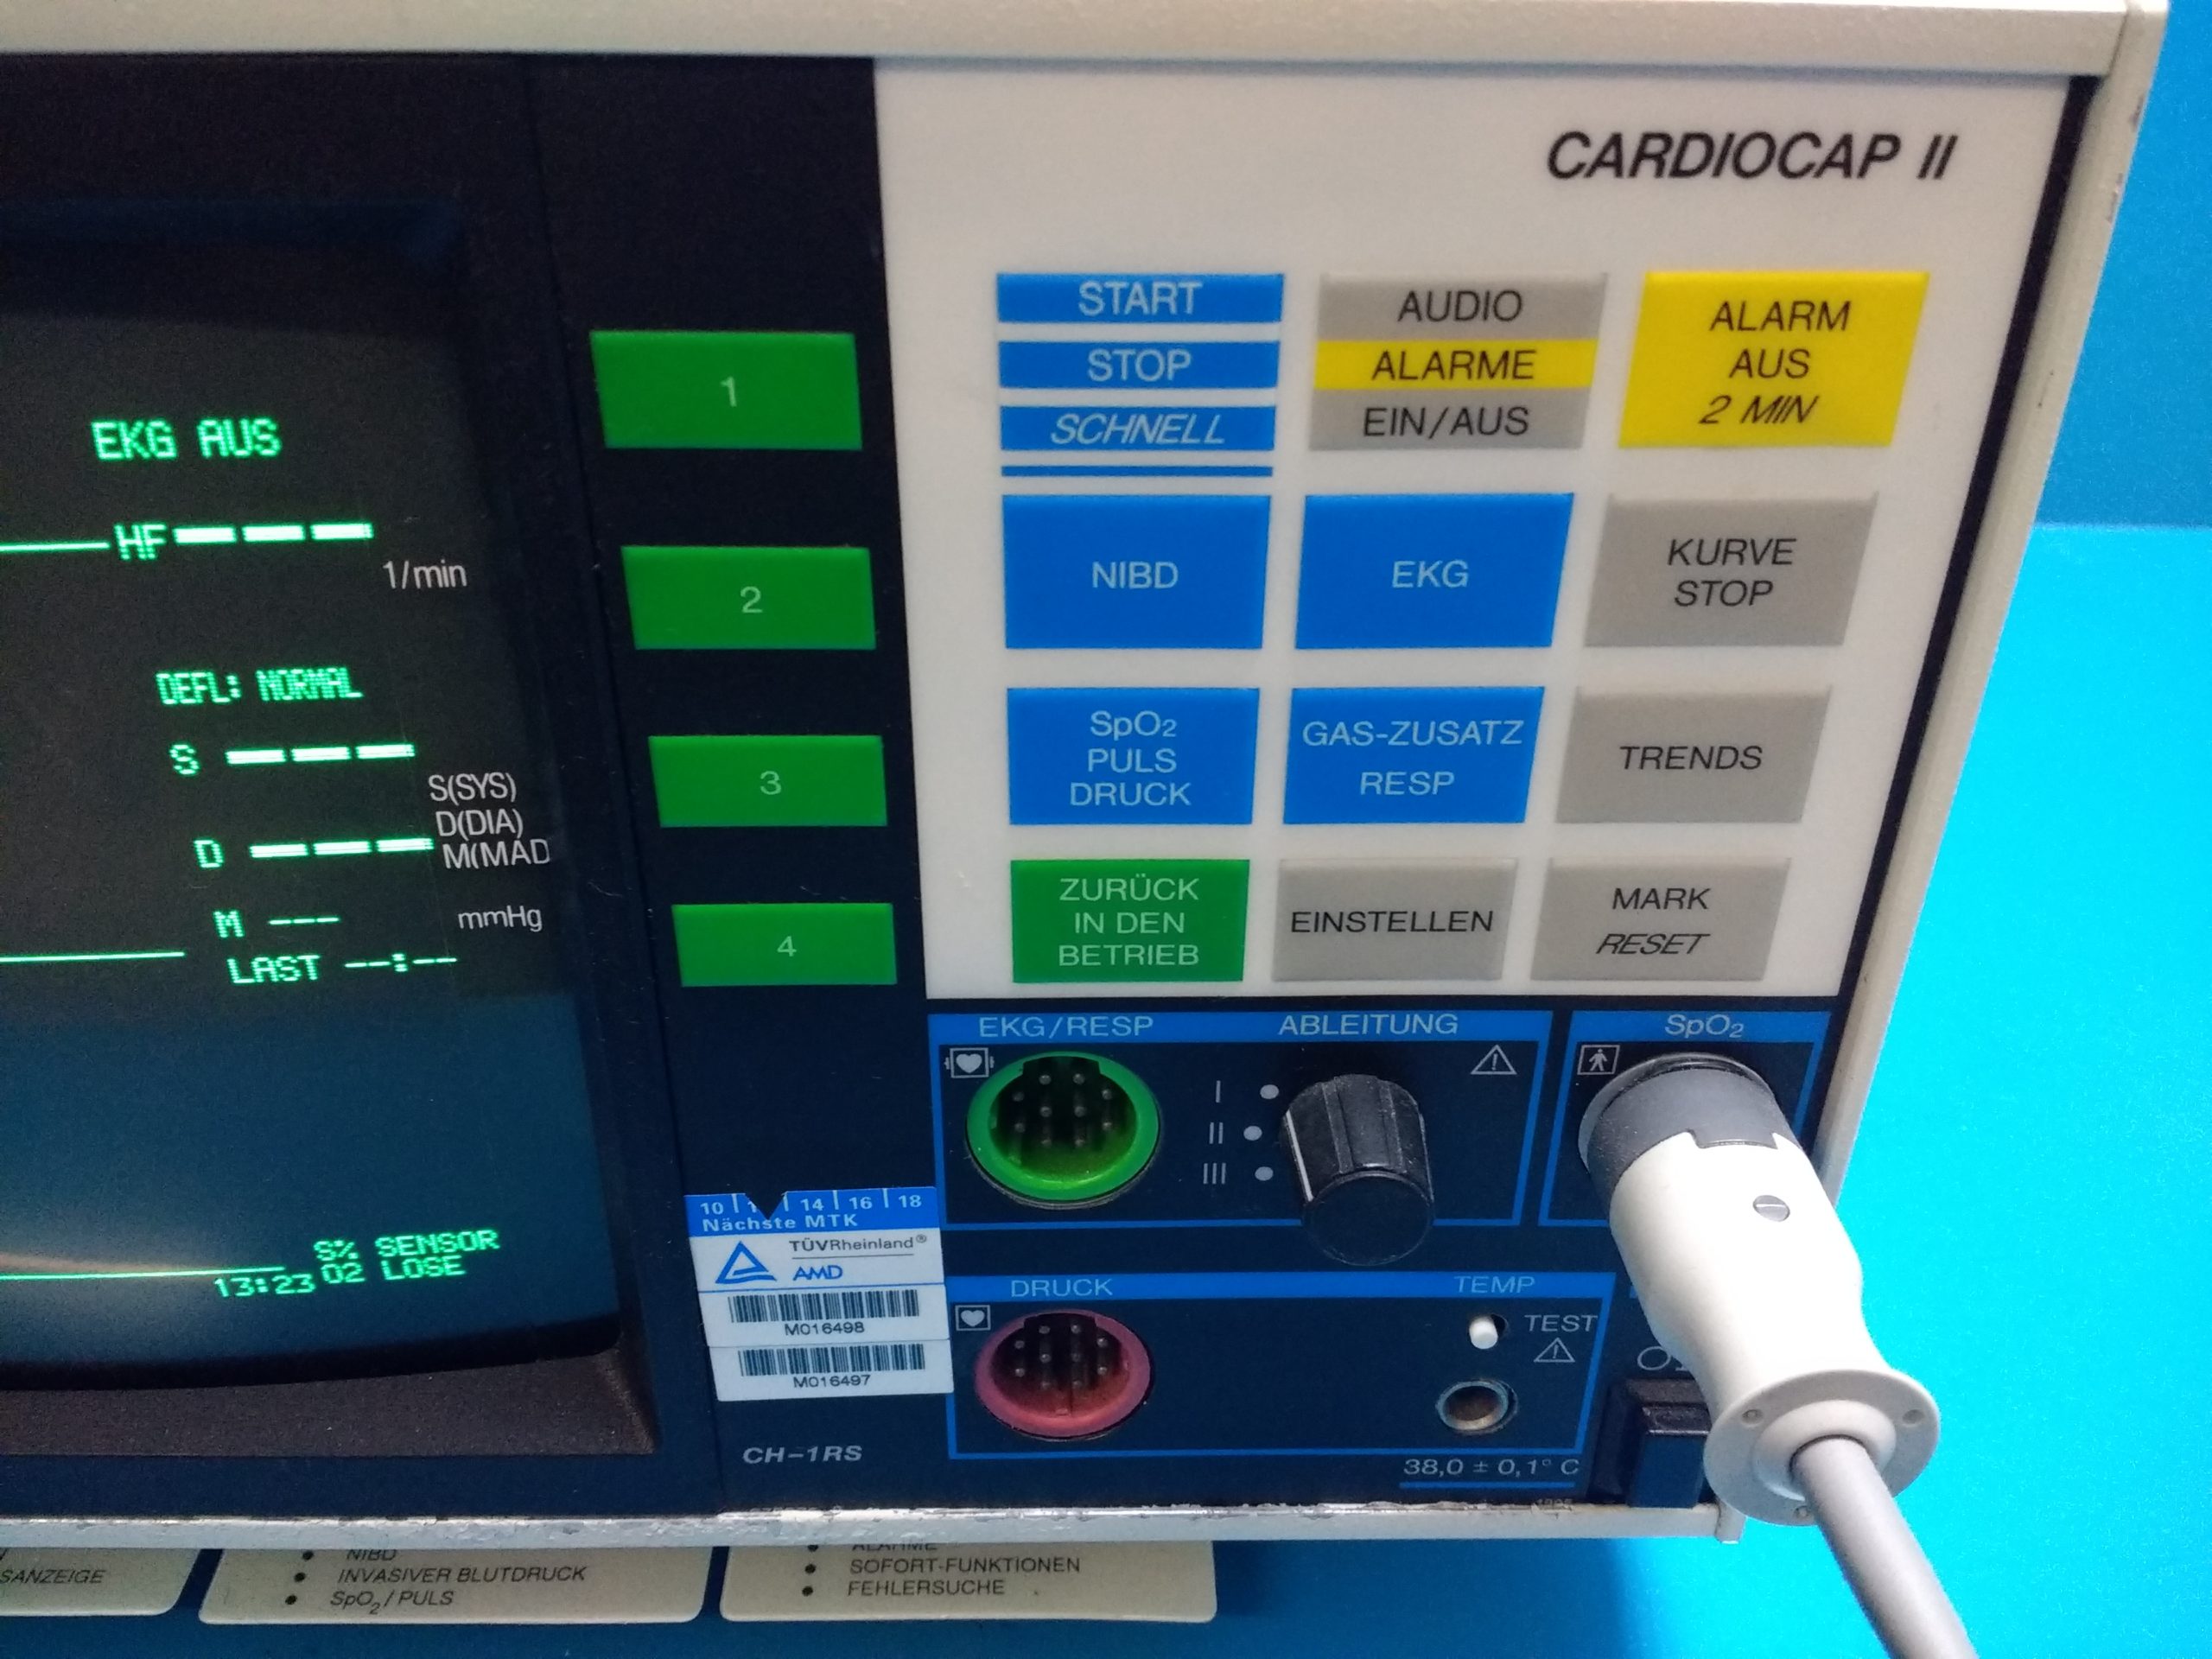 CARDIOCAP II
START
STOP
SCHNELL
AUDIO
ALARME
EIN/AUS
ALARM
AUS
2 MIN
NIBD
EKG
KURVE
STOP
SpO2
PULS
DRUCK
GAS-ZUSATZ
RESP
TRENDS
ZURÜCK
IN DEN
BETRIEB
EINSTELLEN
MARK
RESET
1
2
3
4
EKG AUS
HF---
1/min
DEFL: NORMAL
S ---
S(SYS)
D ---
D(DIA)
M(MAD
M ---
mmHg
LAST --:--
S% SENSOR
13:23 O2 LOSE
EKG/RESP
ABLEITUNG
SpO2
I
II
III
10 14 16 18
Nächste MTK
TÜVRheinland®
AMD
M016498
M016497
DRUCK
TEMP
TEST
38,0 ± 0,1° C
CH-1RS
SANZEIGE
NIBD
• INVASIVER BLUTDRUCK
• SpO2/PULS
ALARME
• SOFORT-FUNKTIONEN
• FEHLERSUCHE